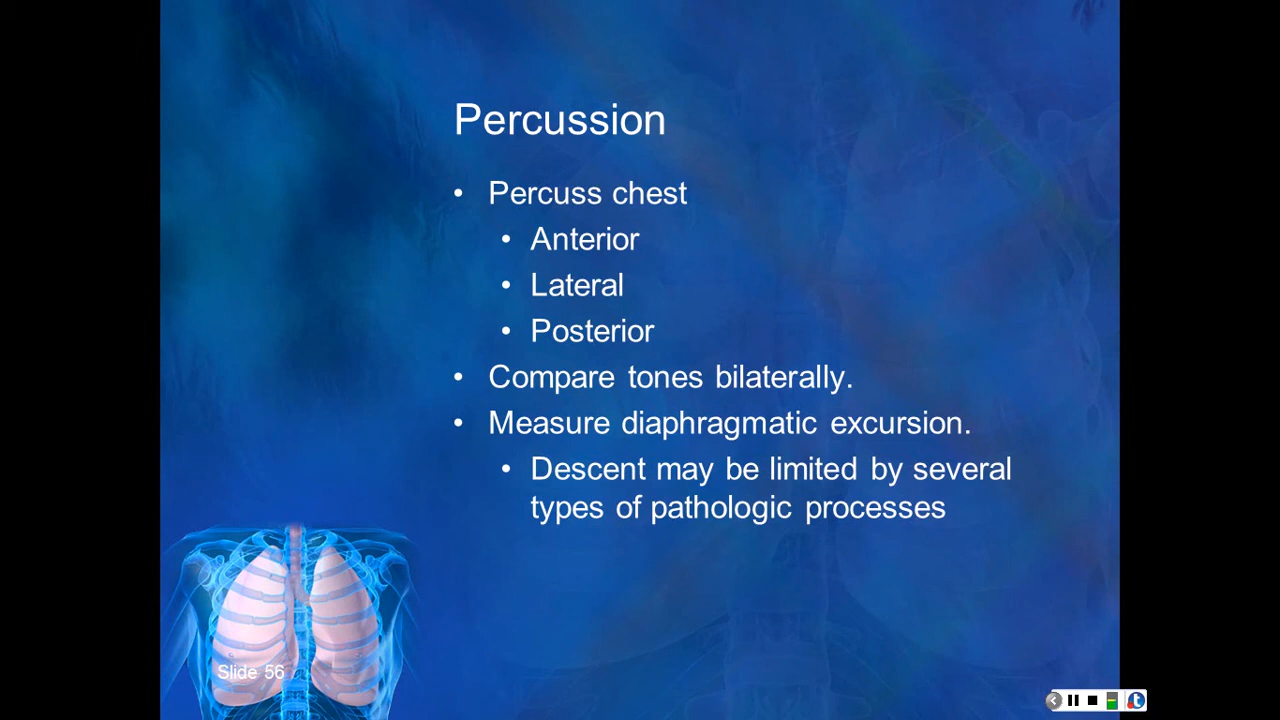 Percussion
• Percuss chest
• Anterior
• Lateral
• Posterior
• Compare tones bilaterally.
• Measure diaphragmatic excursion.
• Descent may be limited by several
types of pathologic processes
Slide 56